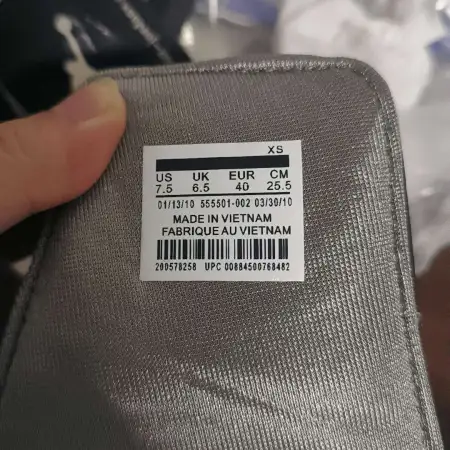 XS
US UK EUR CM
7.5 6.5 40 25.5
01/13/10 555501-002 03/30/10
MADE IN VIETNAM
FABRIQUE AU VIETNAM
200578258 UPC 00884500768482